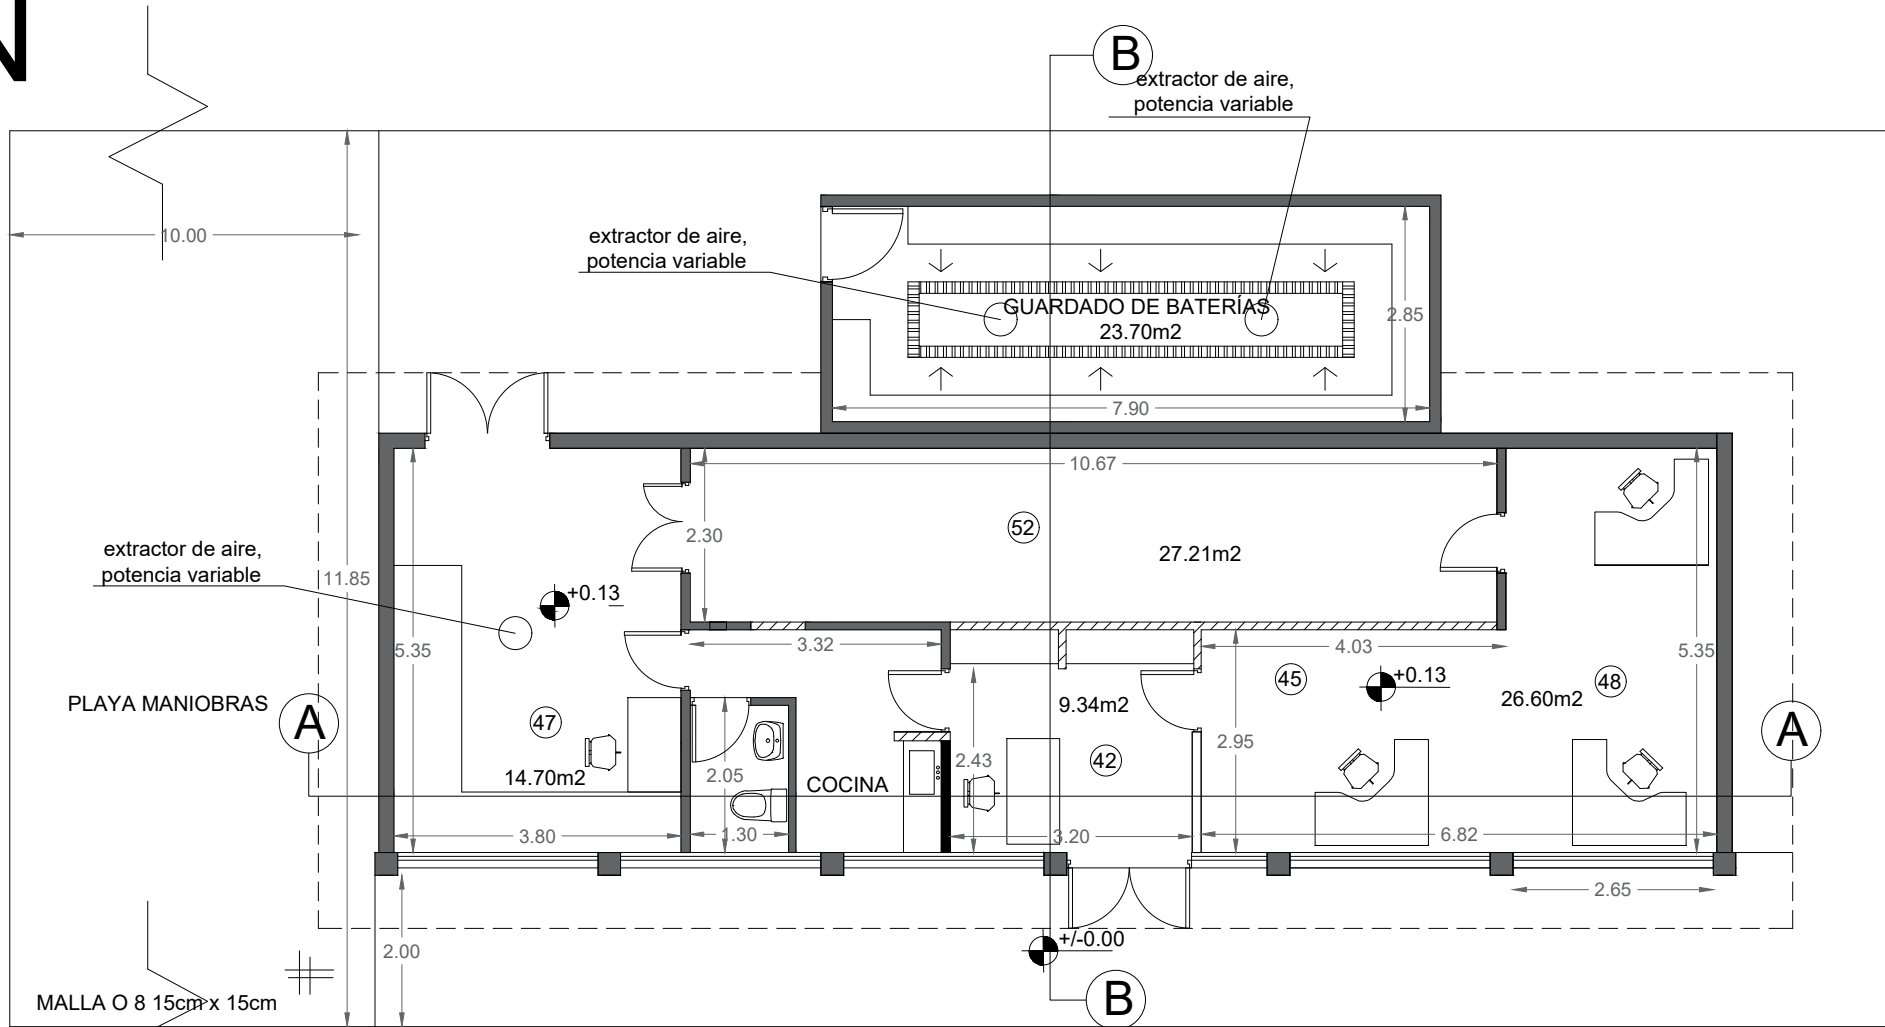 N
B
extractor de aire,
potencia variable
10.00
extractor de aire,
potencia variable
GUARDADO DE BATERÍAS
23.70m2
2.85
7.90
10.67
52
2.30
27.21m2
extractor de aire,
potencia variable
11.85
+0.13
5.35
3.32
4.03
5.35
45
+0.13
48
26.60m2
PLAYA MANIOBRAS
A
47
9.34m2
A
2.95
42
2.43
14.70m2
2.05
COCINA
3.80
1.30
3.20
6.82
2.65
+/-0.00
2.00
MALLA O 8 15cm x 15cm
B